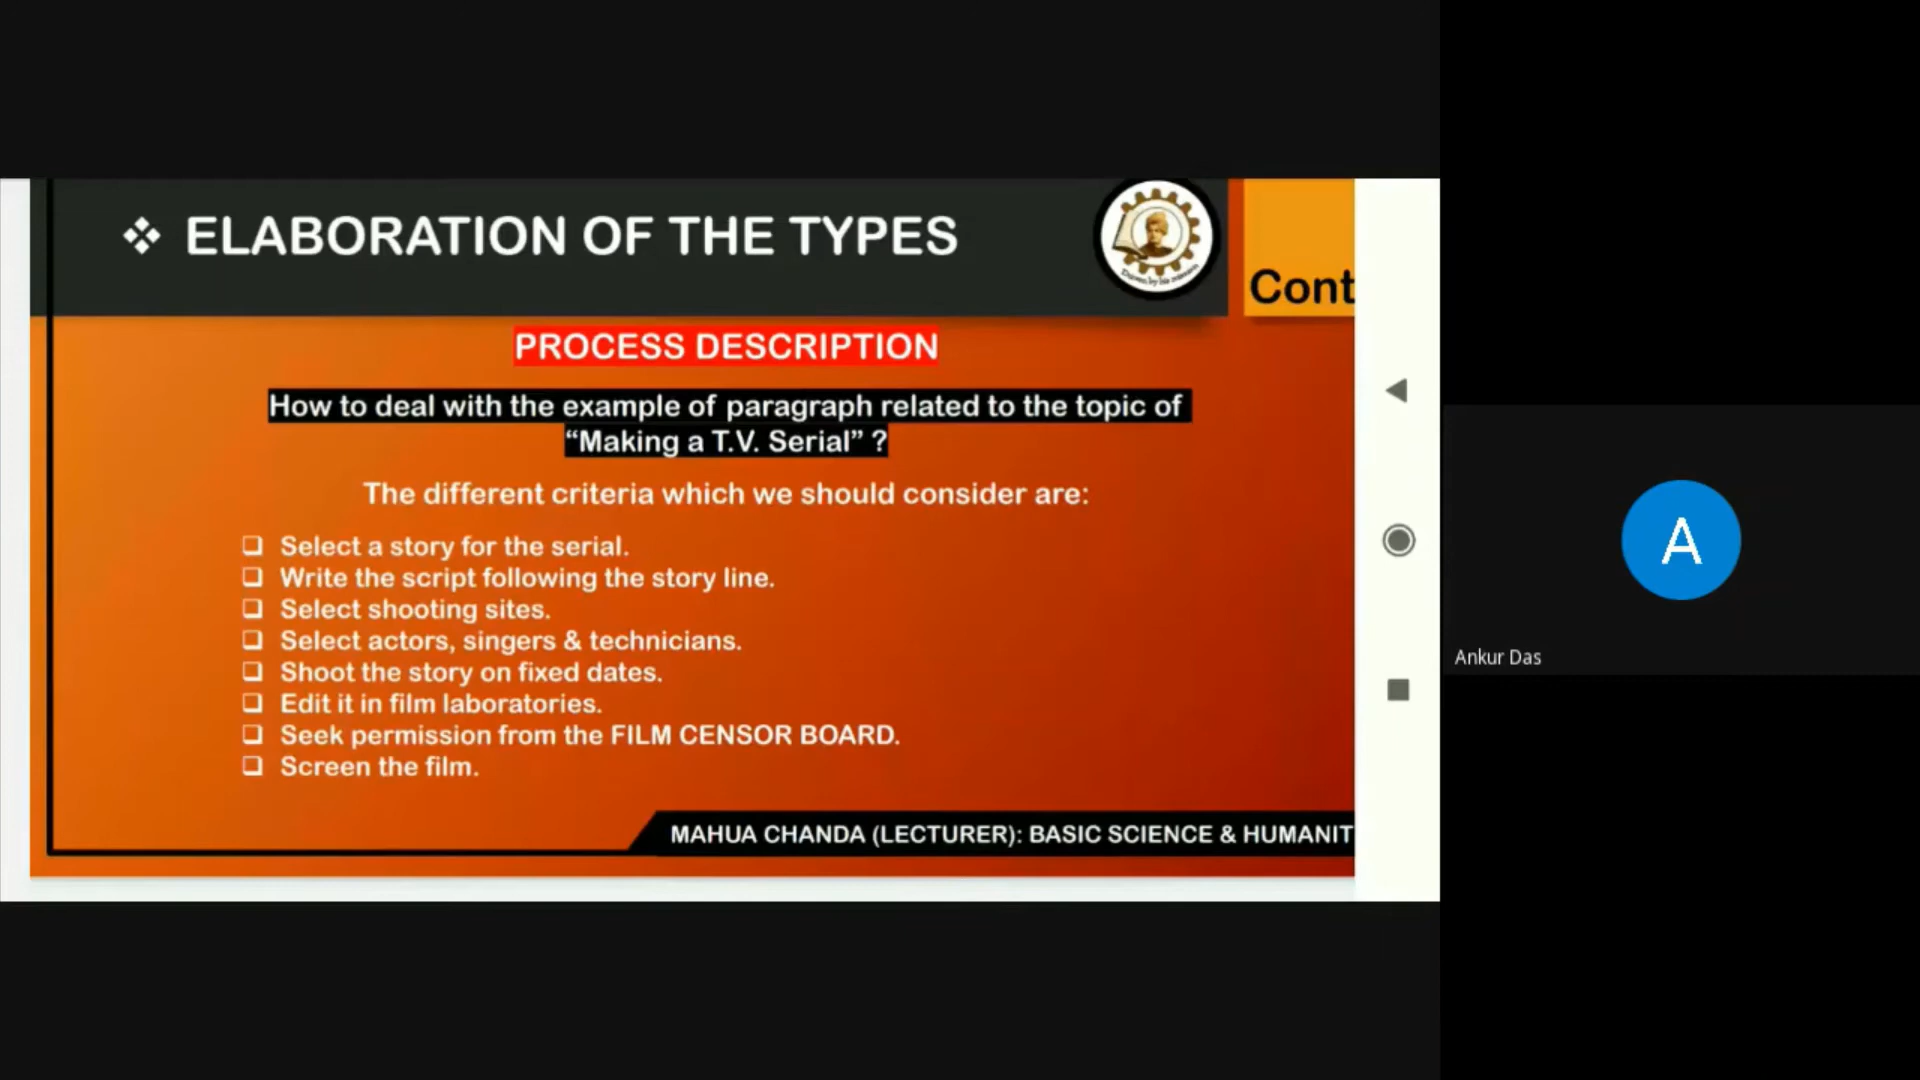 ❖ ELABORATION OF THE TYPES
Cont
PROCESS DESCRIPTION
How to deal with the example of paragraph related to the topic of
“Making a T.V. Serial” ?
The different criteria which we should consider are:
❑ Select a story for the serial.
❑ Write the script following the story line.
❑ Select shooting sites.
❑ Select actors, singers & technicians.
❑ Shoot the story on fixed dates.
❑ Edit it in film laboratories.
❑ Seek permission from the FILM CENSOR BOARD.
❑ Screen the film.
MAHUA CHANDA (LECTURER): BASIC SCIENCE & HUMANIT
A
Ankur Das